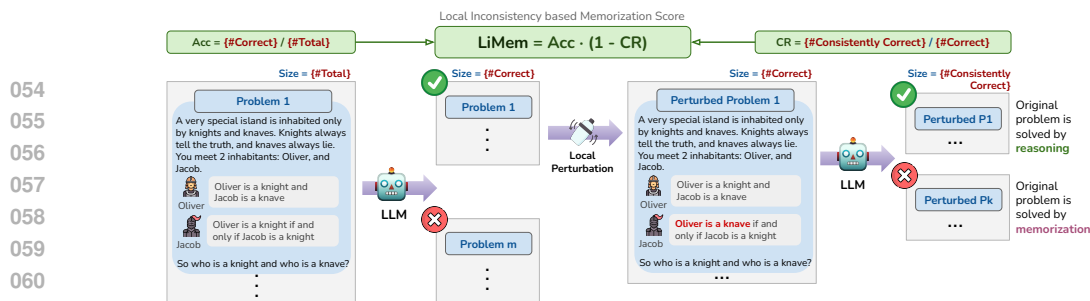 Local Inconsistency based Memorization Score
Acc = {#Correct} / {#Total}
LiMem = Acc · (1 - CR)
CR = {#Consistently Correct} / {#Correct}
054
055
056
057
058
059
060
Size = {#Total}
Problem 1
A very special island is inhabited only
by knights and knaves. Knights always
tell the truth, and knaves always lie.
You meet 2 inhabitants: Oliver, and
Jacob.
Oliver
Oliver is a knight and
Jacob is a knave
Jacob
Oliver is a knight if and
only if Jacob is a knight
So who is a knight and who is a knave?
LLM
Size = {#Correct}
Problem 1
Problem m
Local
Perturbation
Size = {#Correct}
Perturbed Problem 1
A very special island is inhabited only
by knights and knaves. Knights always
tell the truth, and knaves always lie.
You meet 2 inhabitants: Oliver, and
Jacob.
Oliver
Oliver is a knight and
Jacob is a knave
Jacob
Oliver is a knave if and
only if Jacob is a knight
So who is a knight and who is a knave?
...
LLM
Size = {#Consistently
Correct}
Perturbed P1
...
Original
problem is
solved by
reasoning
Perturbed Pk
...
Original
problem is
solved by
memorization